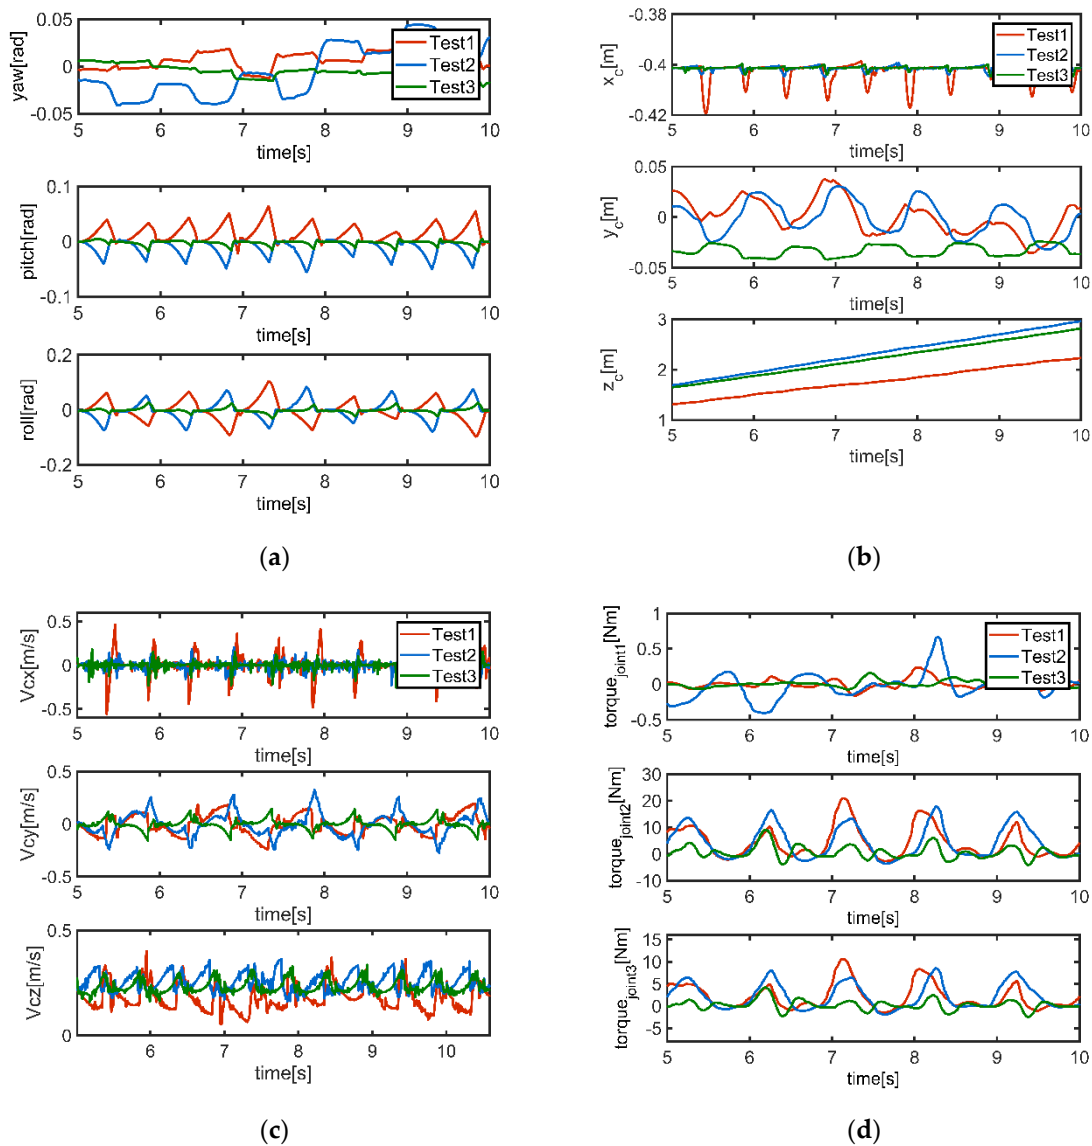 0.05
0
-0.05
yaw[rad]
Test1
Test2
Test3
5 6 7 8 9 10
time[s]
0.1
0
-0.1
pitch[rad]
5 6 7 8 9 10
time[s]
0.2
0
-0.2
roll[rad]
5 6 7 8 9 10
time[s]
(a)
-0.38
-0.4
-0.42
x_c[m]
Test1
Test2
Test3
5 6 7 8 9 10
time[s]
0.05
0
-0.05
y_c[m]
5 6 7 8 9 10
time[s]
3
2
1
z_c[m]
5 6 7 8 9 10
time[s]
(b)
0.5
0
-0.5
Vcx[m/s]
Test1
Test2
Test3
5 6 7 8 9 10
time[s]
0.5
0
-0.5
Vcy[m/s]
5 6 7 8 9 10
time[s]
0.5
0
Vcz[m/s]
6 7 8 9 10
time[s]
(c)
1
0.5
0
-0.5
torque_joint1[Nm]
Test1
Test2
Test3
5 6 7 8 9 10
time[s]
30
20
10
0
-10
torque_joint2[Nm]
5 6 7 8 9 10
time[s]
15
10
5
0
-5
torque_joint3[Nm]
5 6 7 8 9 10
time[s]
(d)